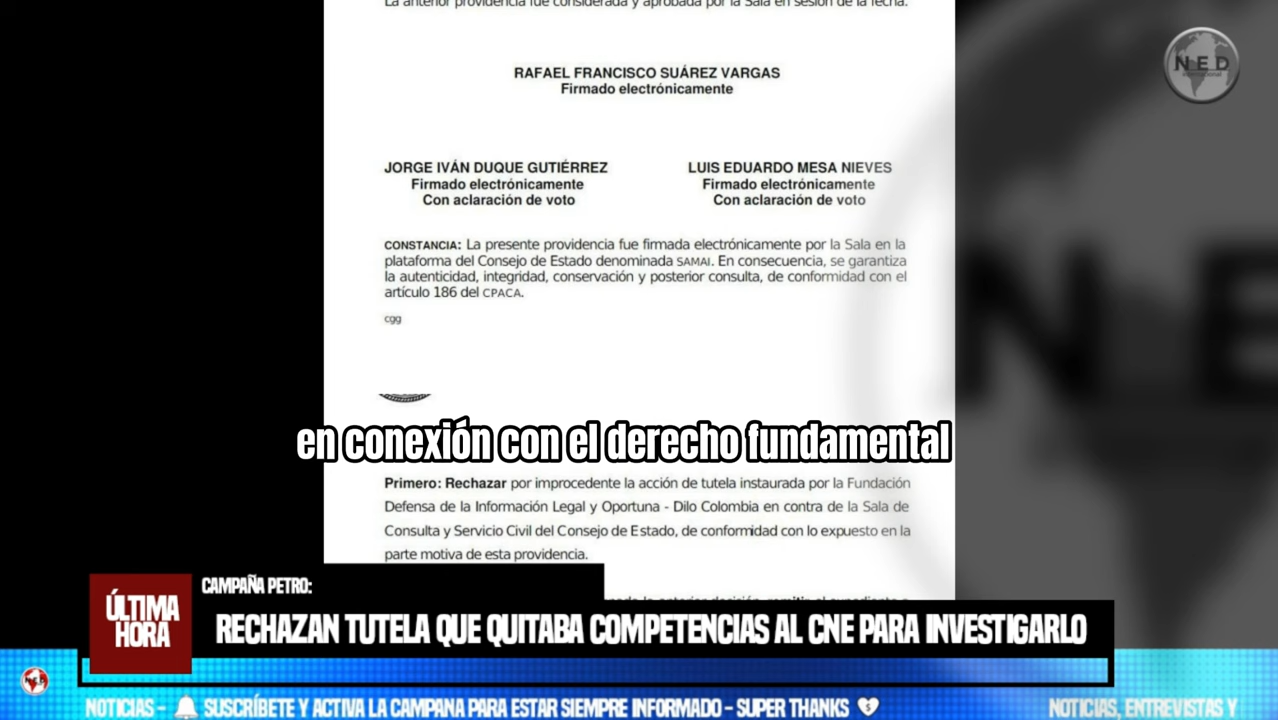 La anterior providencia fue considerada y aprobada por la Sala en sesión de la fecha.
NED
RAFAEL FRANCISCO SUÁREZ VARGAS
Firmado electrónicamente
JORGE IVÁN DUQUE GUTIÉRREZ
Firmado electrónicamente
Con aclaración de voto
LUIS EDUARDO MESA NIEVES
Firmado electrónicamente
Con aclaración de voto
CONSTANCIA: La presente providencia fue firmada electrónicamente por la Sala en la
plataforma del Consejo de Estado denominada SAMAI. En consecuencia, se garantiza
la autenticidad, integridad, conservación y posterior consulta, de conformidad con el
artículo 186 del CPACA.
cgg
en conexión con el derecho fundamental
Primero: Rechazar por improcedente la acción de tutela instaurada por la Fundación
Defensa de la Información Legal y Oportuna - Dilo Colombia en contra de la Sala de
Consulta y Servicio Civil del Consejo de Estado, de conformidad con lo expuesto en la
parte motiva de esta providencia.
CAMPAÑA PETRO:
ÚLTIMA
HORA
RECHAZAN TUTELA QUE QUITABA COMPETENCIAS AL CNE PARA INVESTIGARLO
NOTICIAS - SUSCRÍBETE Y ACTIVA LA CAMPANA PARA ESTAR SIEMPRE INFORMADO - SUPER THANKS
NOTICIAS, ENTREVISTAS Y